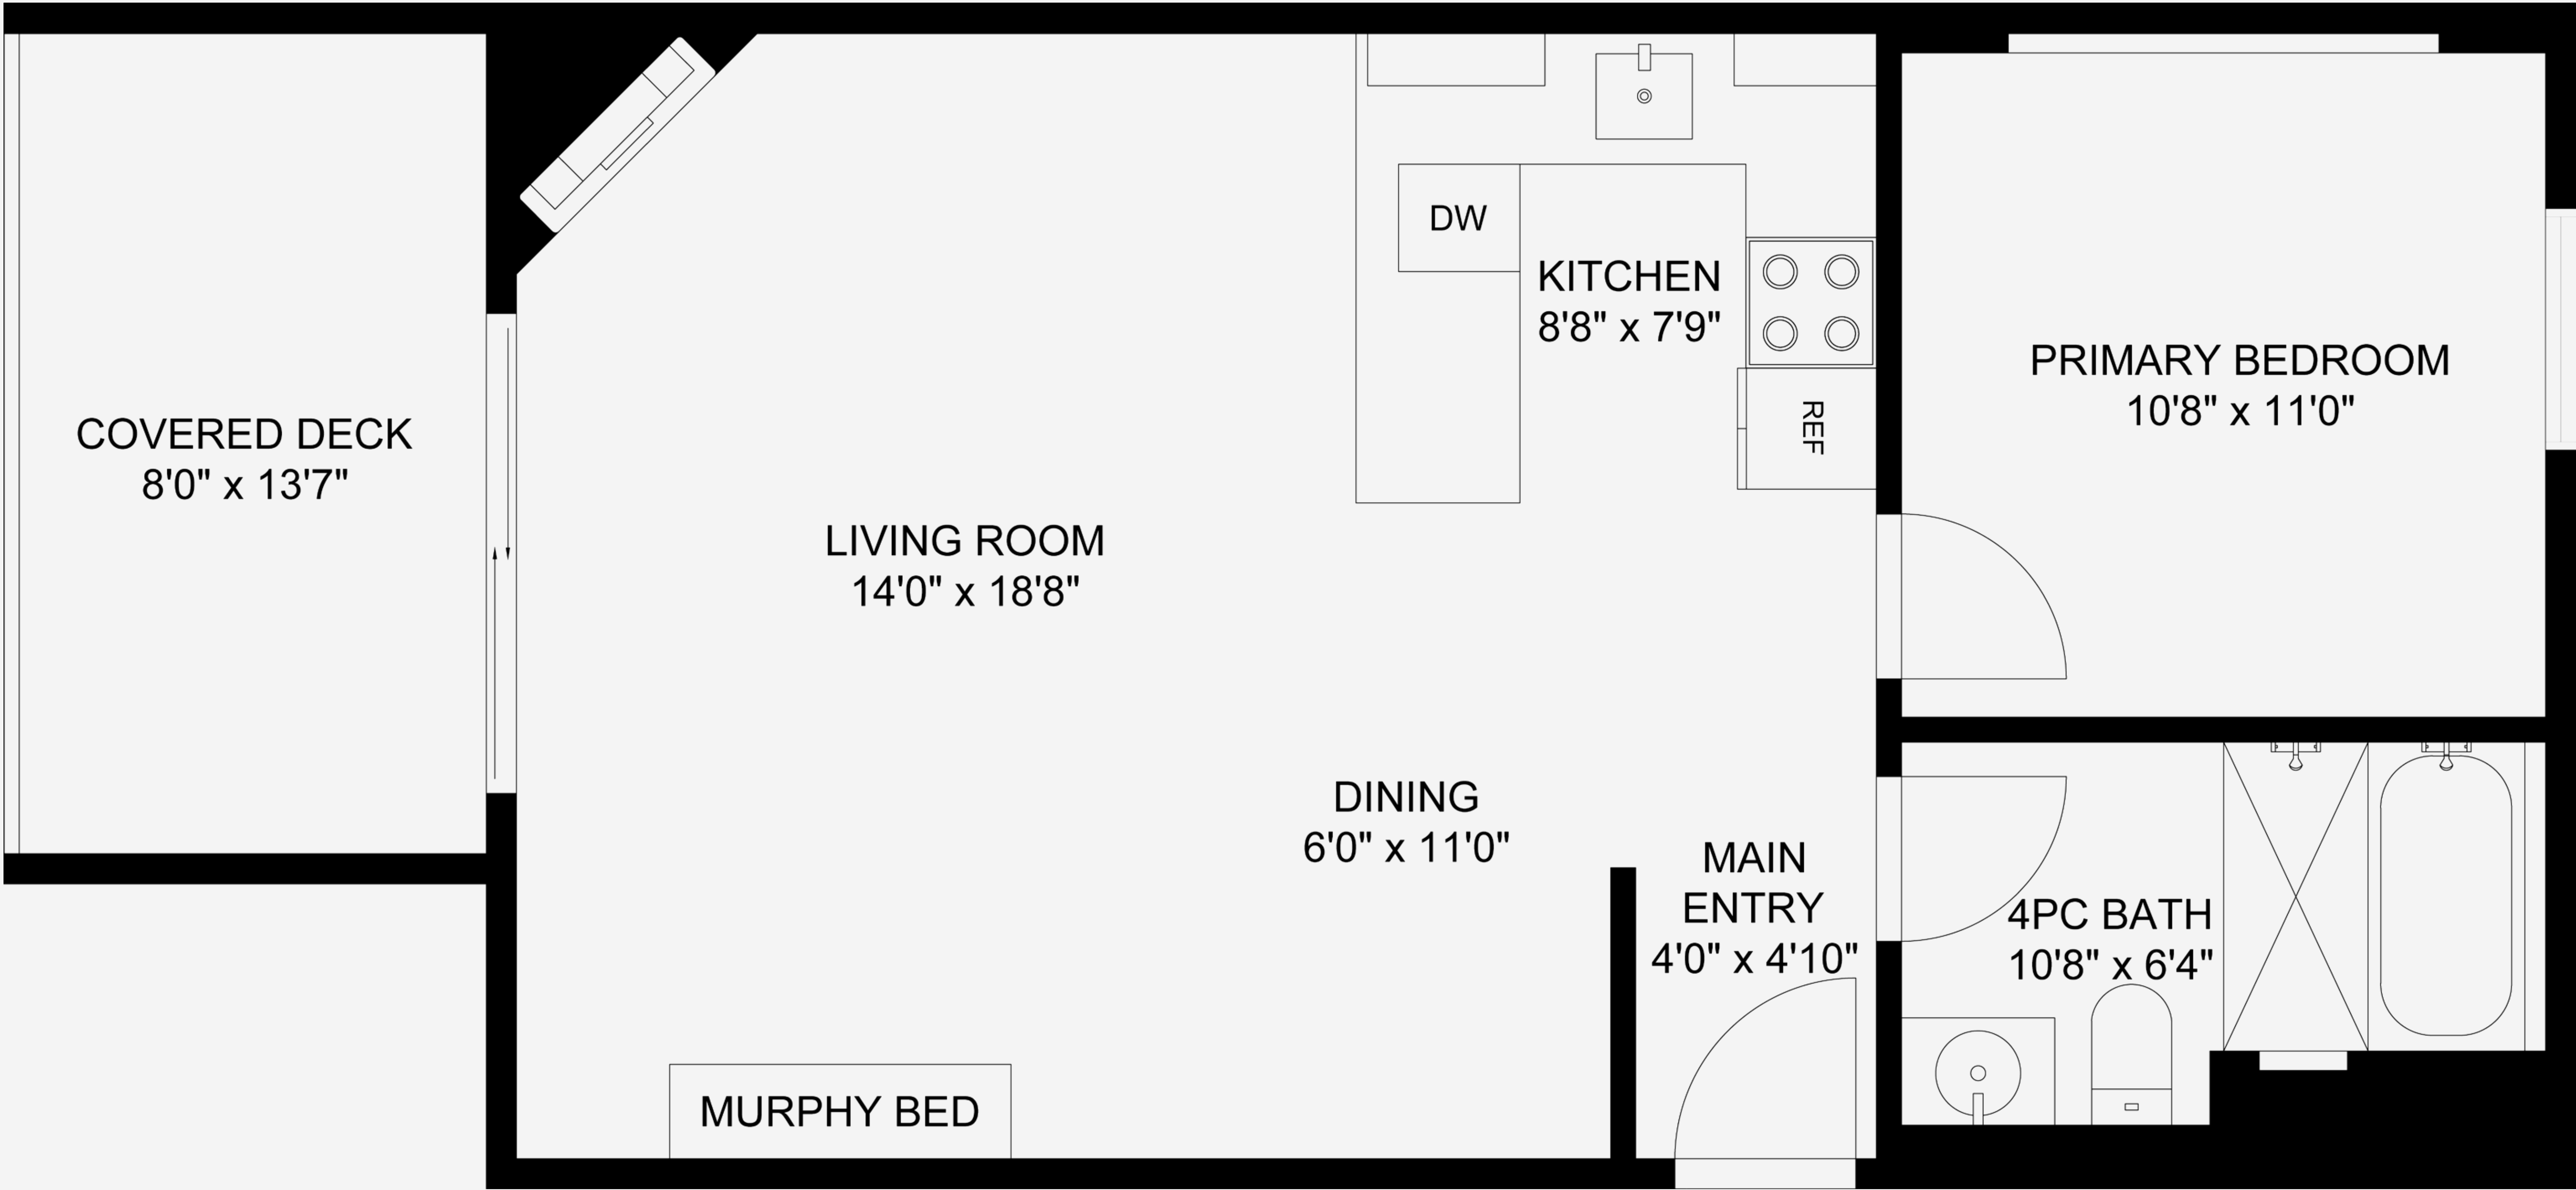 COVERED DECK
8'0" x 13'7"
LIVING ROOM
14'0" x 18'8"
DW
KITCHEN
8'8" x 7'9"
REF
PRIMARY BEDROOM
10'8" x 11'0"
DINING
6'0" x 11'0"
MAIN
ENTRY
4'0" x 4'10"
4PC BATH
10'8" x 6'4"
MURPHY BED